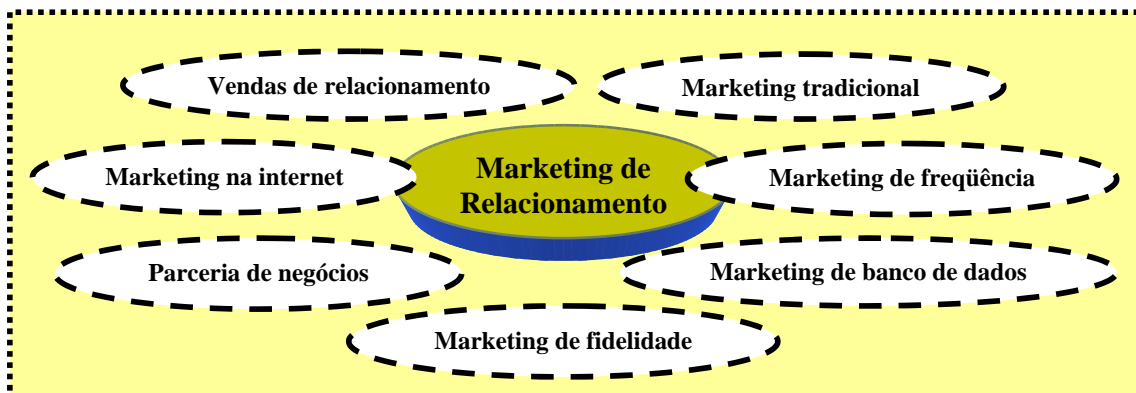 Vendas de relacionamento
Marketing tradicional
Marketing na internet
Marketing de
Relacionamento
Marketing de freqüência
Parceria de negócios
Marketing de banco de dados
Marketing de fidelidade